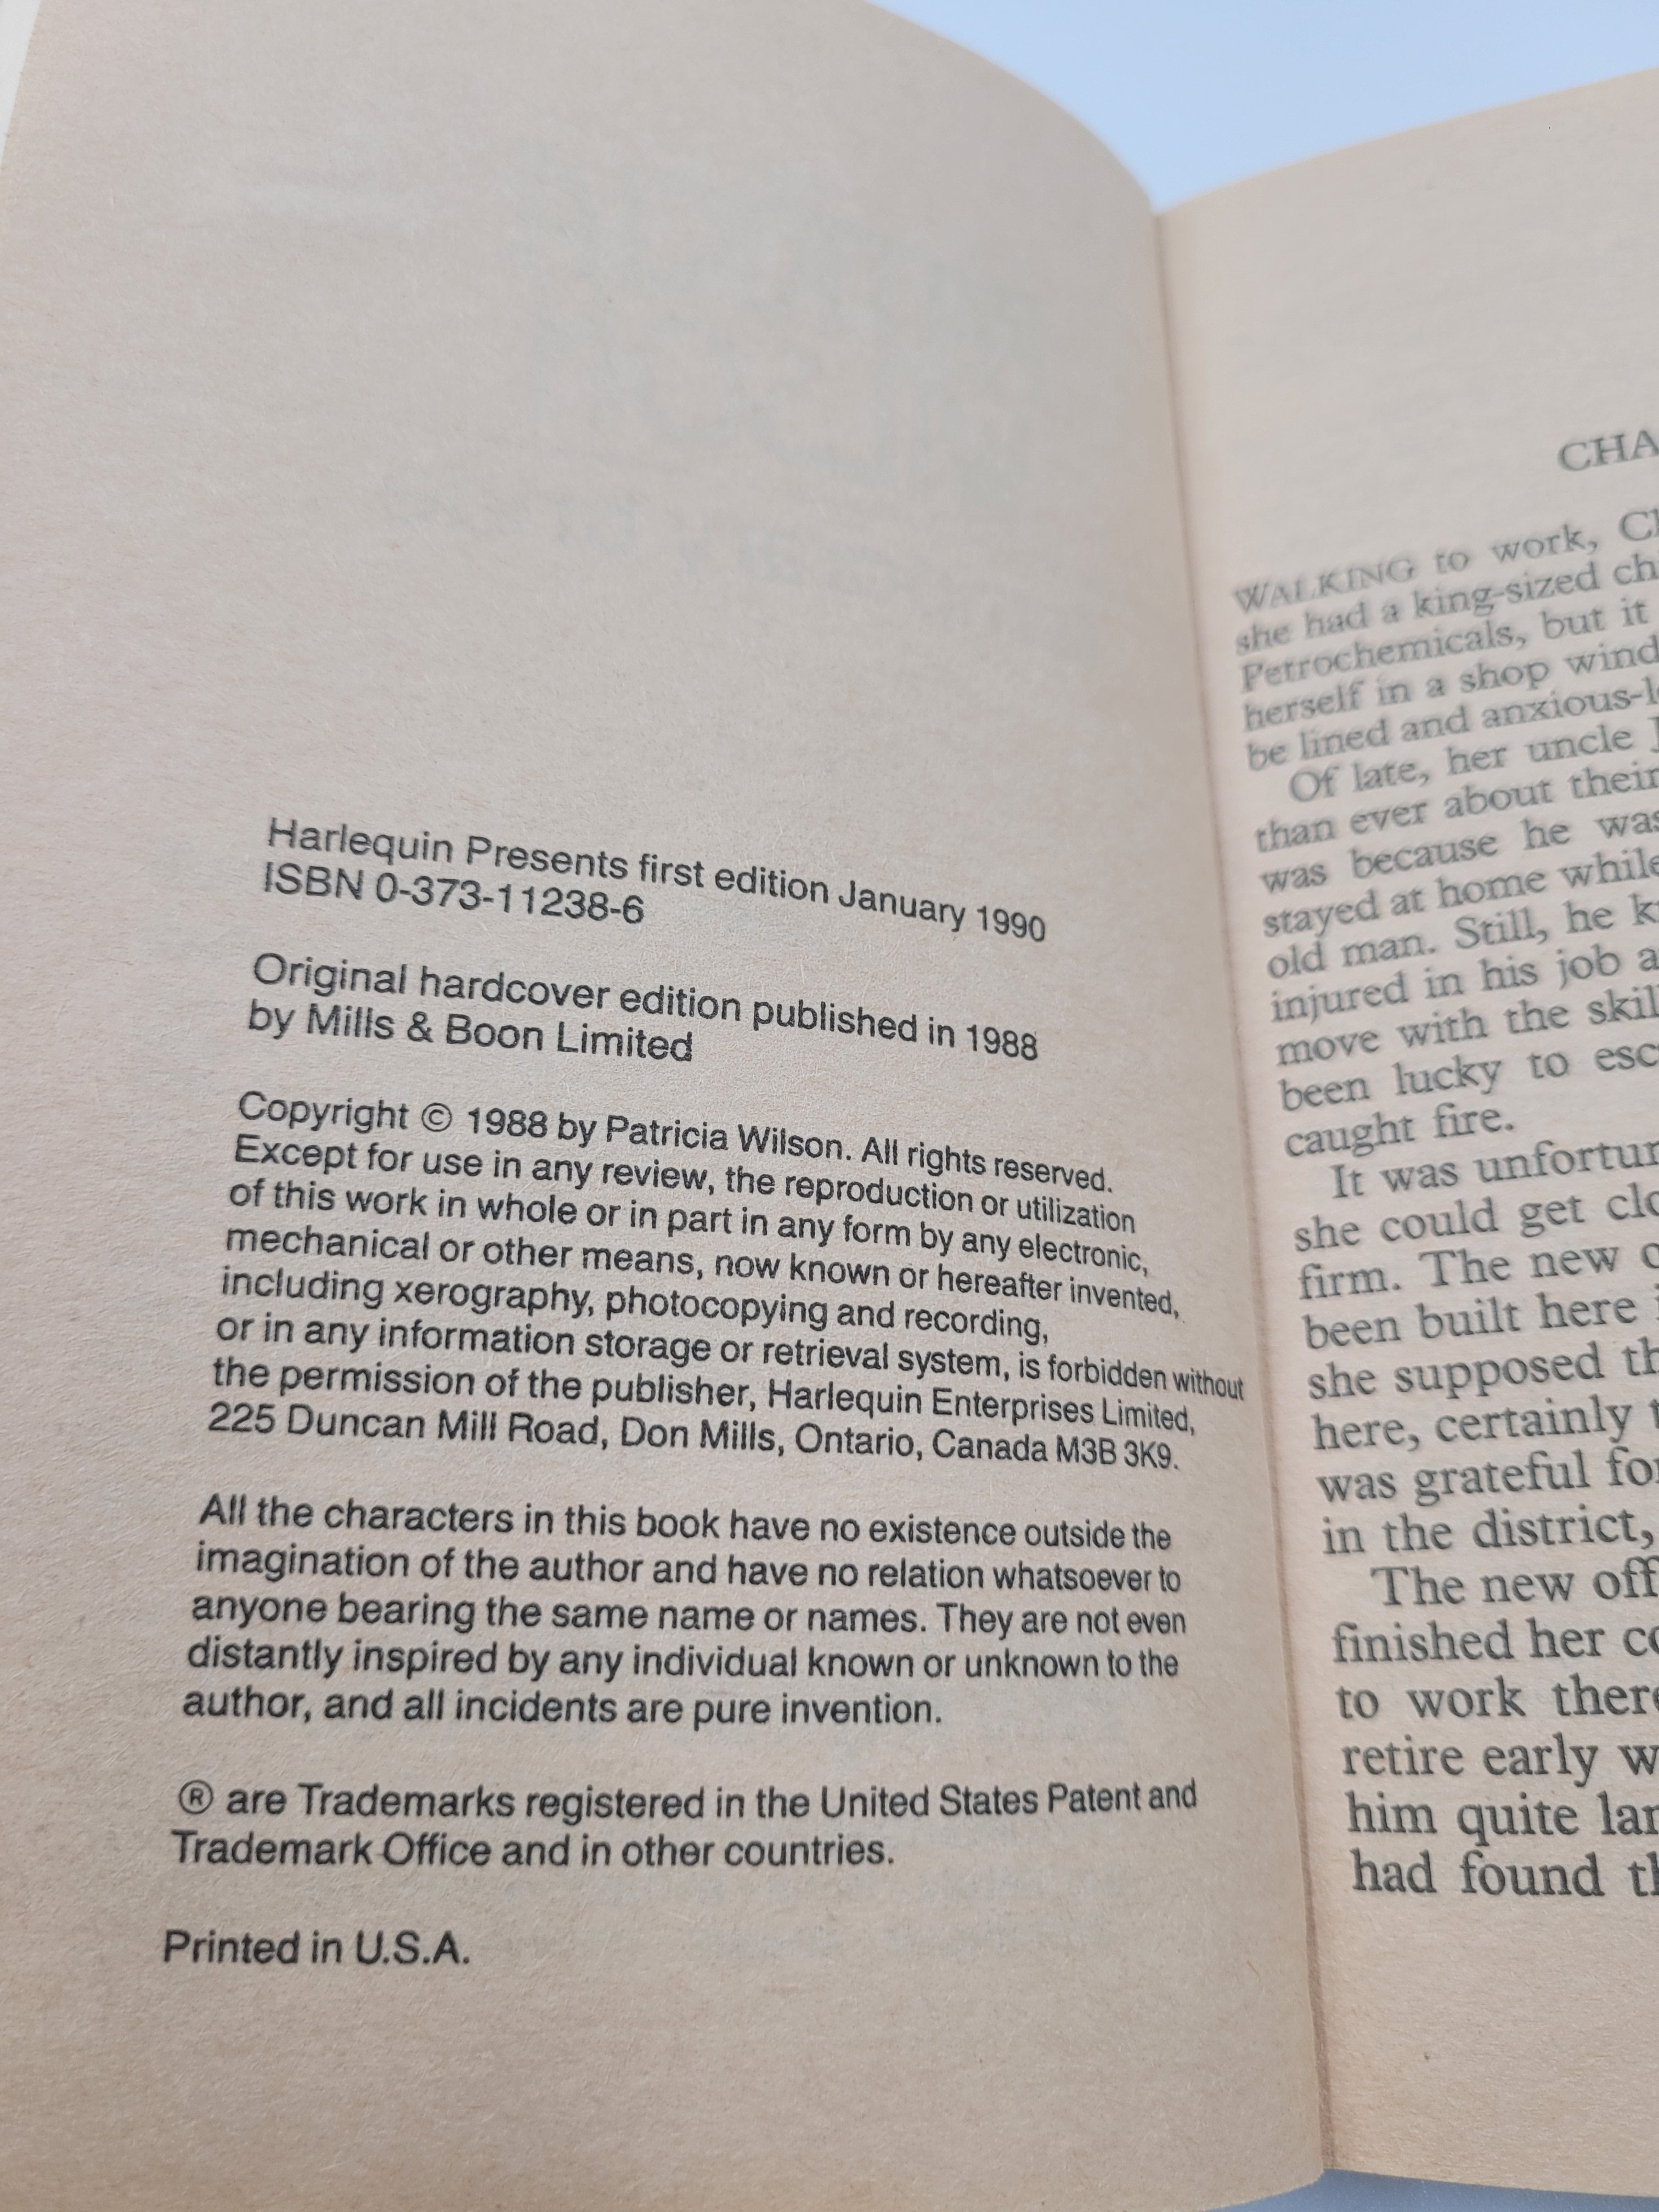 Harlequin Presents first edition January 1990
ISBN 0-373-11238-6
Original hardcover edition published in 1988
by Mills & Boon Limited
Copyright © 1988 by Patricia Wilson. All rights reserved.
Except for use in any review, the reproduction or utilization
of this work in whole or in part in any form by any electronic,
mechanical or other means, now known or hereafter invented,
including xerography, photocopying and recording,
or in any information storage or retrieval system, is forbidden without
the permission of the publisher, Harlequin Enterprises Limited,
225 Duncan Mill Road, Don Mills, Ontario, Canada M3B 3K9.
All the characters in this book have no existence outside the
imagination of the author and have no relation whatsoever to
anyone bearing the same name or names. They are not even
distantly inspired by any individual known or unknown to the
author, and all incidents are pure invention.
® are Trademarks registered in the United States Patent and
Trademark Office and in other countries.
Printed in U.S.A.
CHA
WALKING to work,
she had a king-sized
Petrochemicals, but it
herself in a shop wind
be lined and anxious-
Of late, her uncle
than ever about their
was because he was
stayed at home while
old man. Still, he
injured in his job
move with the skil
been lucky to esc
caught fire.
It was unfortun
she could get clo
firm. The new
been built here
she supposed th
here, certainly
was grateful for
in the district,
The new off
finished her co
to work there
retire early
him quite lar
had found